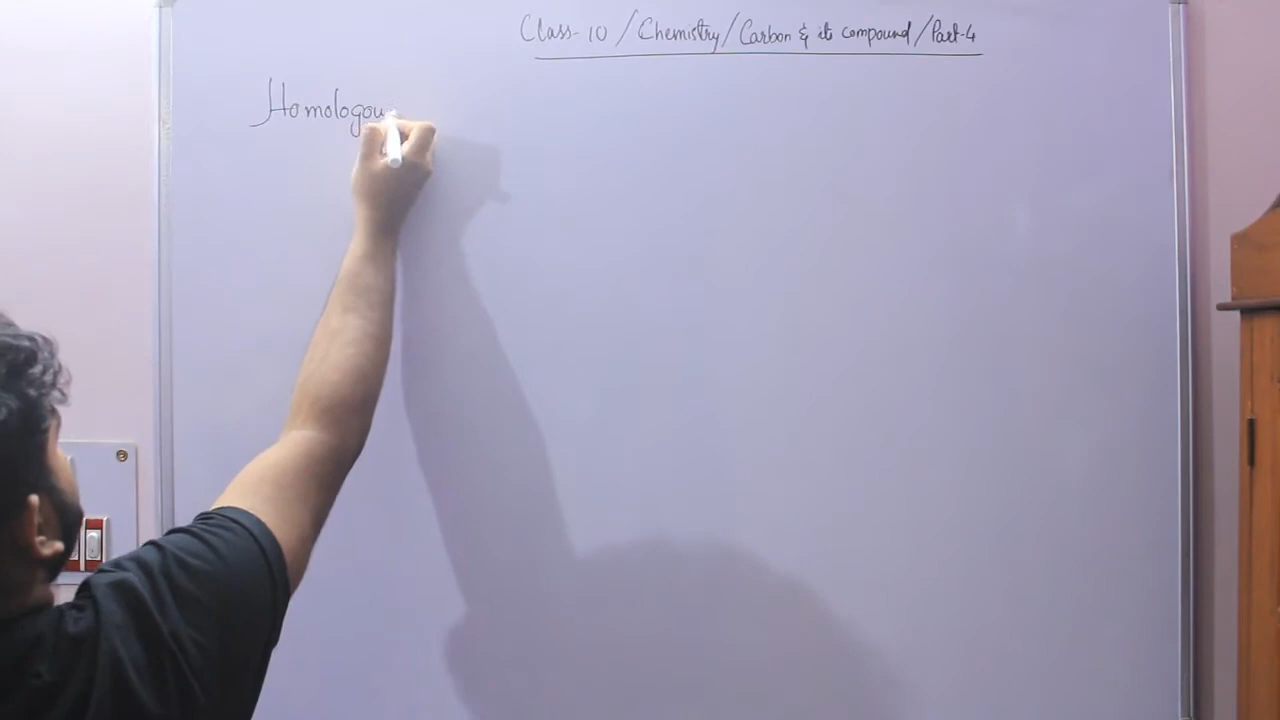 Class-10 / Chemistry / Carbon & its compound / Part-4
Homologou